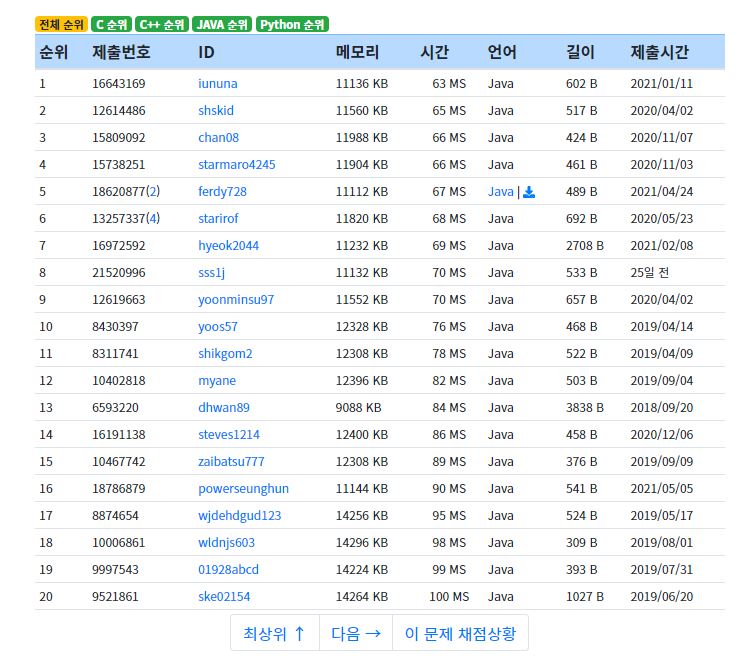 전체 순위 C 순위 C++ 순위 JAVA 순위 Python 순위
순위 제출번호 ID 메모리 시간 언어 길이 제출시간
1 16643169 iununa 11136 KB 63 MS Java 602 B 2021/01/11
2 12614486 shskid 11560 KB 65 MS Java 517 B 2020/04/02
3 15809092 chan08 11988 KB 66 MS Java 424 B 2020/11/07
4 15738251 starmaro4245 11904 KB 66 MS Java 461 B 2020/11/03
5 18620877(2) ferdy728 11112 KB 67 MS Java | 489 B 2021/04/24
6 13257337(4) starirof 11820 KB 68 MS Java 692 B 2020/05/23
7 16972592 hyeok2044 11232 KB 69 MS Java 2708 B 2021/02/08
8 21520996 sss1j 11132 KB 70 MS Java 533 B 25일 전
9 12619663 yoonminsu97 11552 KB 70 MS Java 657 B 2020/04/02
10 8430397 yoos57 12328 KB 76 MS Java 468 B 2019/04/14
11 8311741 shikgom2 12308 KB 78 MS Java 522 B 2019/04/09
12 10402818 myane 12396 KB 82 MS Java 503 B 2019/09/04
13 6593220 dhwan89 9088 KB 84 MS Java 3838 B 2018/09/20
14 16191138 steves1214 12400 KB 86 MS Java 458 B 2020/12/06
15 10467742 zaibatsu777 12308 KB 89 MS Java 376 B 2019/09/09
16 18786879 powerseunghun 11144 KB 90 MS Java 541 B 2021/05/05
17 8874654 wjdehdgud123 14256 KB 95 MS Java 524 B 2019/05/17
18 10006861 wldnjs603 14296 KB 98 MS Java 309 B 2019/08/01
19 9997543 01928abcd 14224 KB 99 MS Java 393 B 2019/07/31
20 9521861 ske02154 14264 KB 100 MS Java 1027 B 2019/06/20
최상위 ↑ 다음 → 이 문제 채점상황